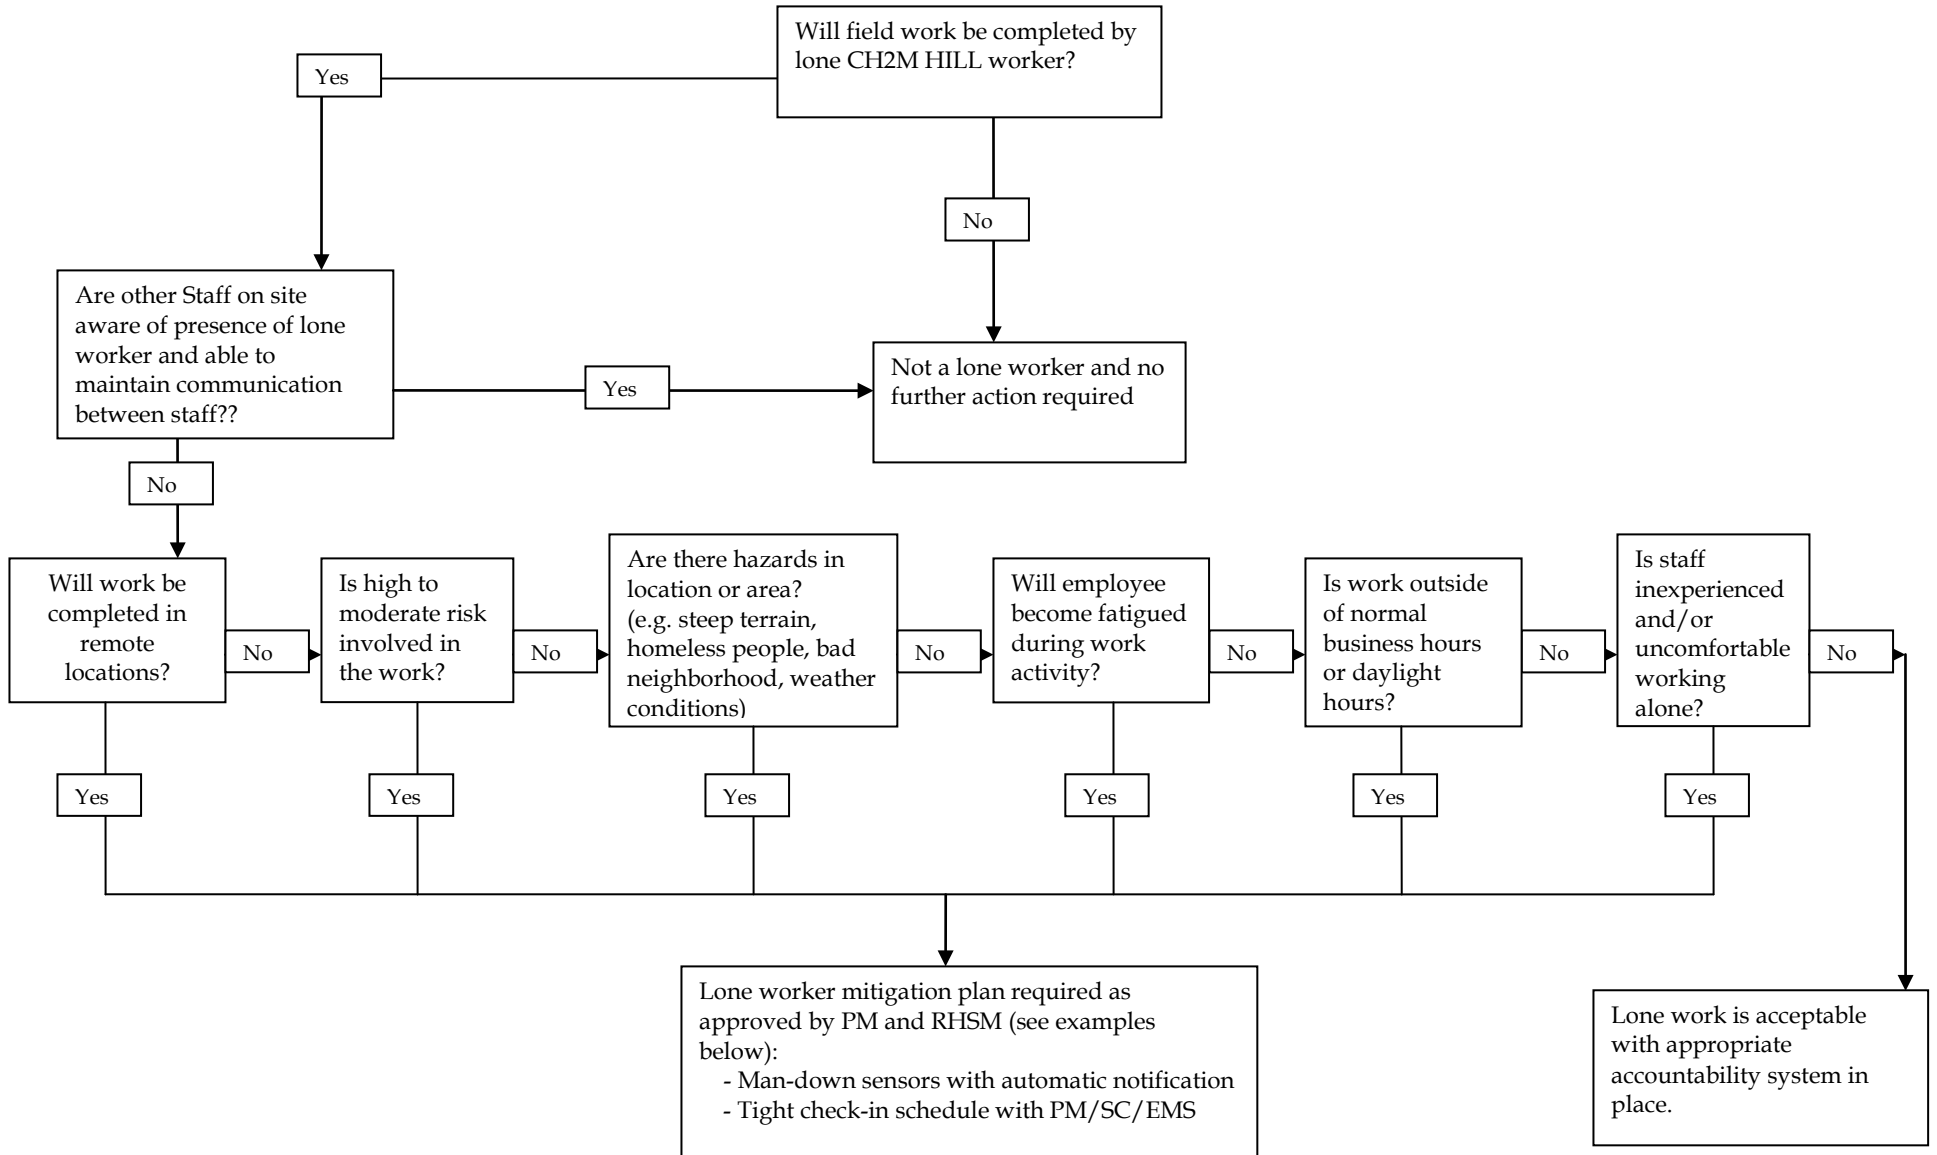 Will field work be completed by
lone CH2M HILL worker?
Yes
No
Are other Staff on site
aware of presence of lone
worker and able to
maintain communication
between staff??
Yes
Not a lone worker and no
further action required
No
Will work be
completed in
remote
locations?
No
Is high to
moderate risk
involved in
the work?
No
Are there hazards in
location or area?
(e.g. steep terrain,
homeless people, bad
neighborhood, weather
conditions)
No
Will employee
become fatigued
during work
activity?
No
Is work outside
of normal
business hours
or daylight
hours?
No
Is staff
inexperienced
and/or
uncomfortable
working
alone?
No
Yes
Yes
Yes
Yes
Yes
Yes
Lone worker mitigation plan required as
approved by PM and RHSM (see examples
below):
- Man-down sensors with automatic notification
- Tight check-in schedule with PM/SC/EMS
Lone work is acceptable
with appropriate
accountability system in
place.